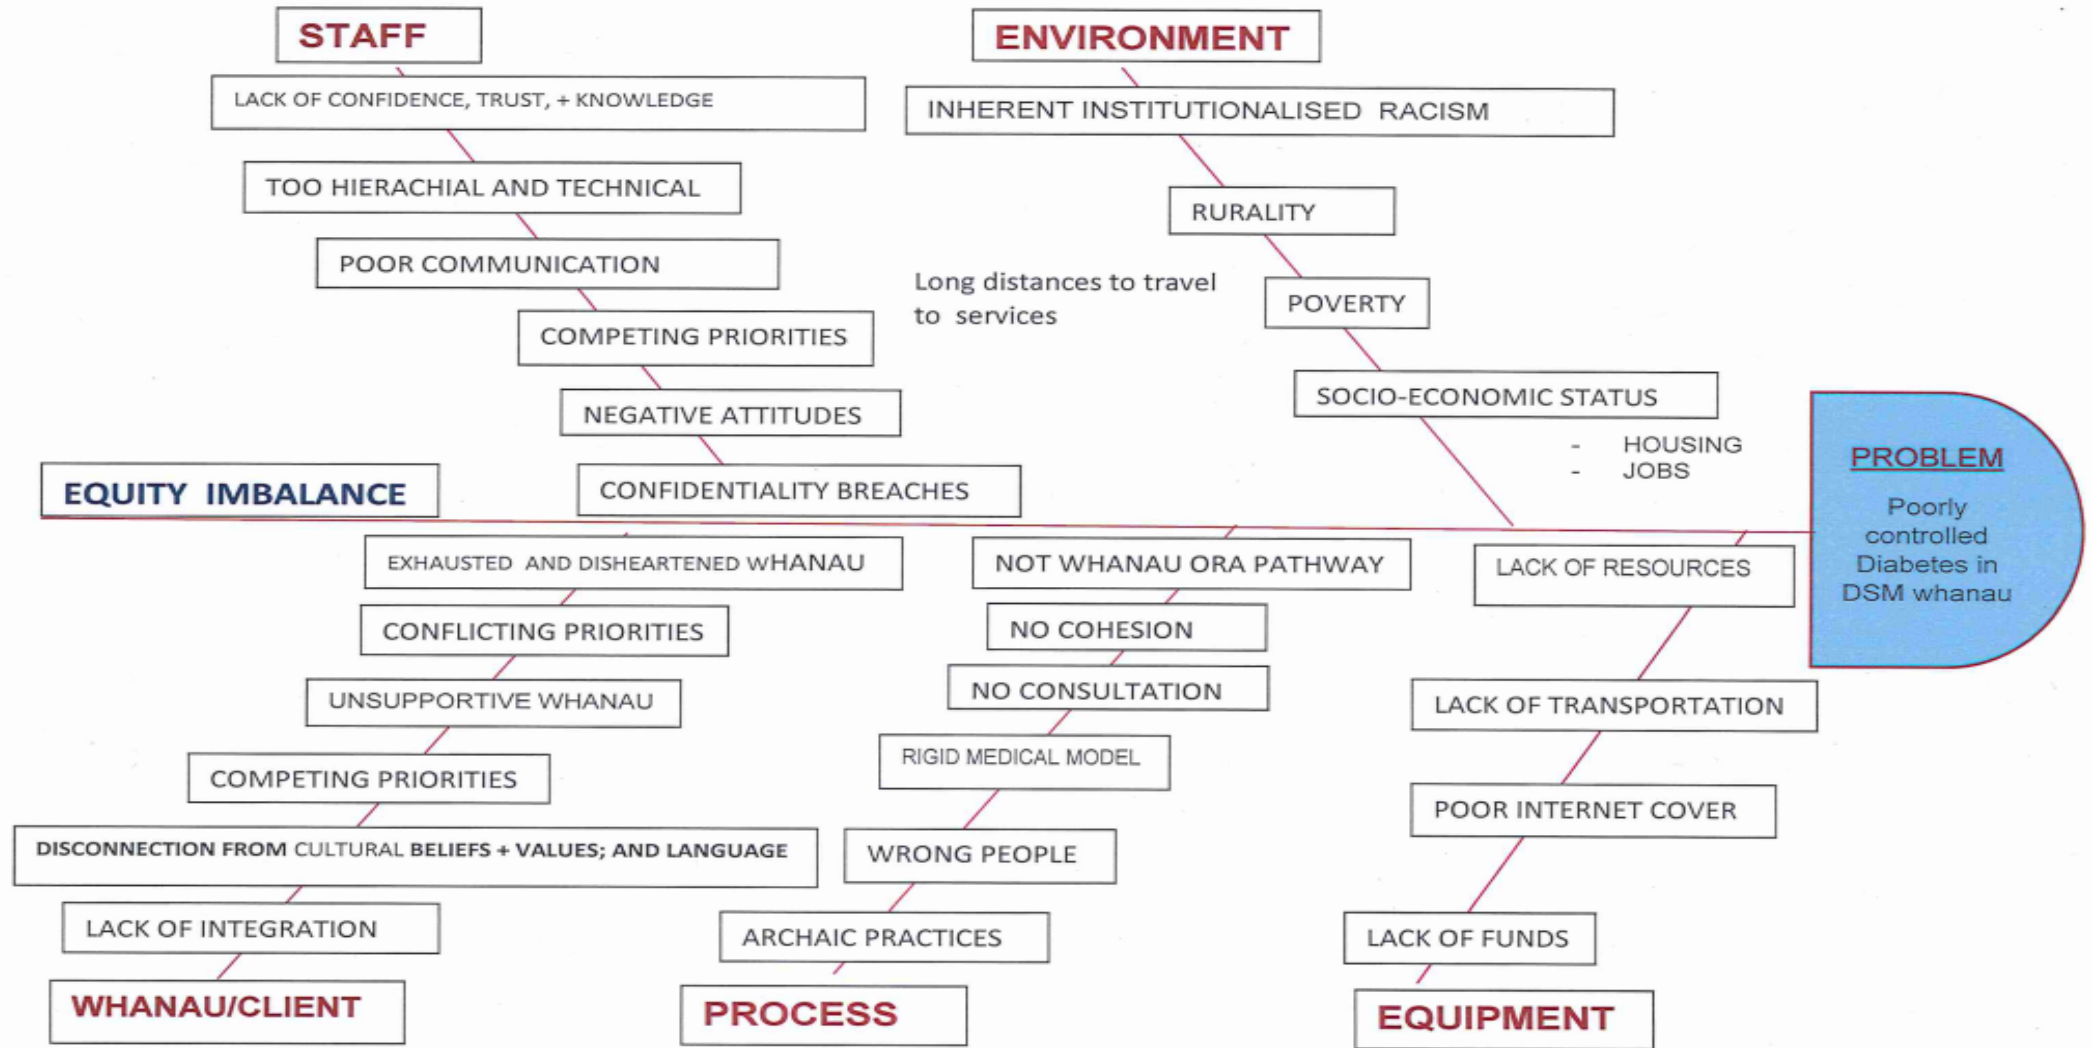 STAFF
LACK OF CONFIDENCE, TRUST, + KNOWLEDGE
TOO HIERACHIAL AND TECHNICAL
POOR COMMUNICATION
COMPETING PRIORITIES
NEGATIVE ATTITUDES
CONFIDENTIALITY BREACHES
ENVIRONMENT
INHERENT INSTITUTIONALISED RACISM
RURALITY
Long distances to travel
to services
POVERTY
SOCIO-ECONOMIC STATUS
- HOUSING
- JOBS
EQUITY IMBALANCE
PROBLEM
Poorly
controlled
Diabetes in
DSM whanau
EXHAUSTED AND DISHEARTENED WHANAU
CONFLICTING PRIORITIES
UNSUPPORTIVE WHANAU
COMPETING PRIORITIES
DISCONNECTION FROM CULTURAL BELIEFS + VALUES; AND LANGUAGE
LACK OF INTEGRATION
WHANAU/CLIENT
NOT WHANAU ORA PATHWAY
NO COHESION
NO CONSULTATION
RIGID MEDICAL MODEL
WRONG PEOPLE
ARCHAIC PRACTICES
PROCESS
LACK OF RESOURCES
LACK OF TRANSPORTATION
POOR INTERNET COVER
LACK OF FUNDS
EQUIPMENT